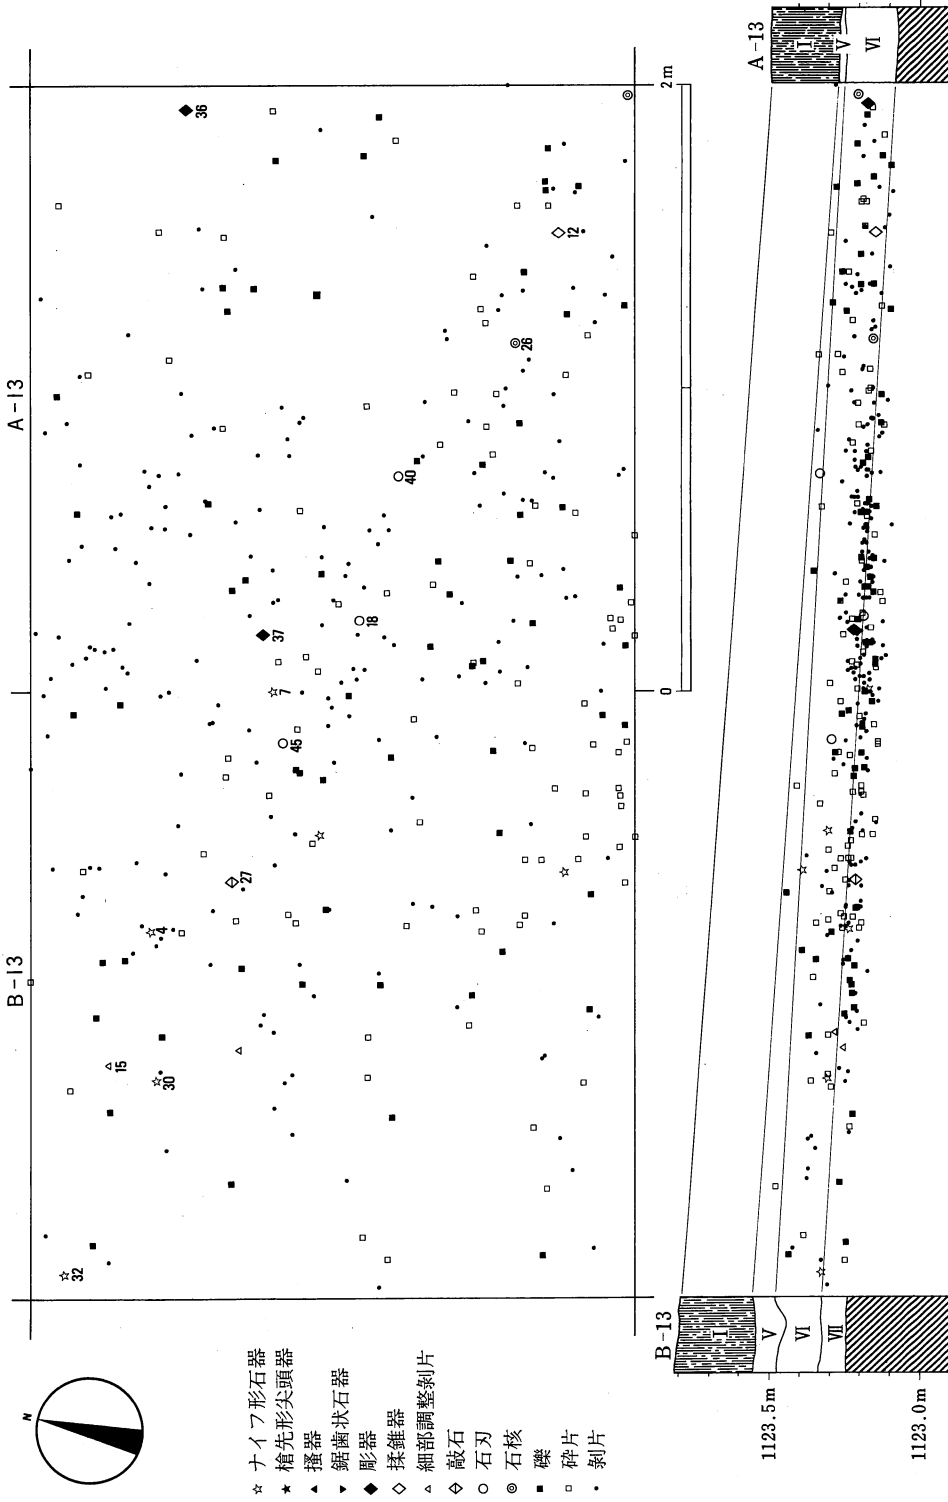 A-13
B-13
36
12
26
40
18
37
7
45
27
4
15
30
32
2m
0
N
☆ ナイフ形石器
★ 槍先形尖頭器
▲ 掻器
▼ 鋸歯状石器
◆ 彫器
◇ 揉錐器
△ 細部調整剥片
敲石
○ 石刃
◎ 石核
■ 礫
□ 砕片
• 剥片
A-13
I
V
VI
B-13
I
V
VI
VII
1123.5m
1123.0m